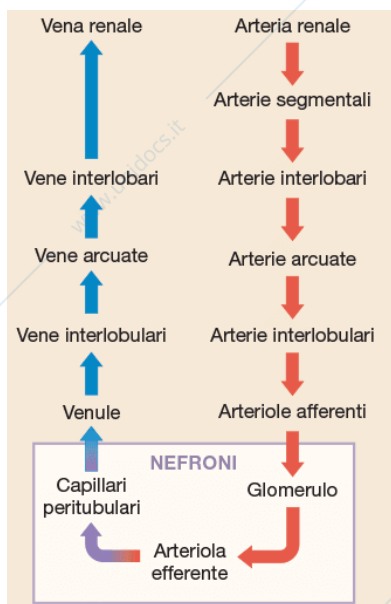 Vena renale
Arteria renale
Arterie segmentali
Vene interlobari
Arterie interlobari
Vene arcuate
Arterie arcuate
Vene interlobulari
Arterie interlobulari
Venule
Arteriole afferenti
NEFRONI
Capillari
peritubulari
Glomerulo
Arteriola
efferente